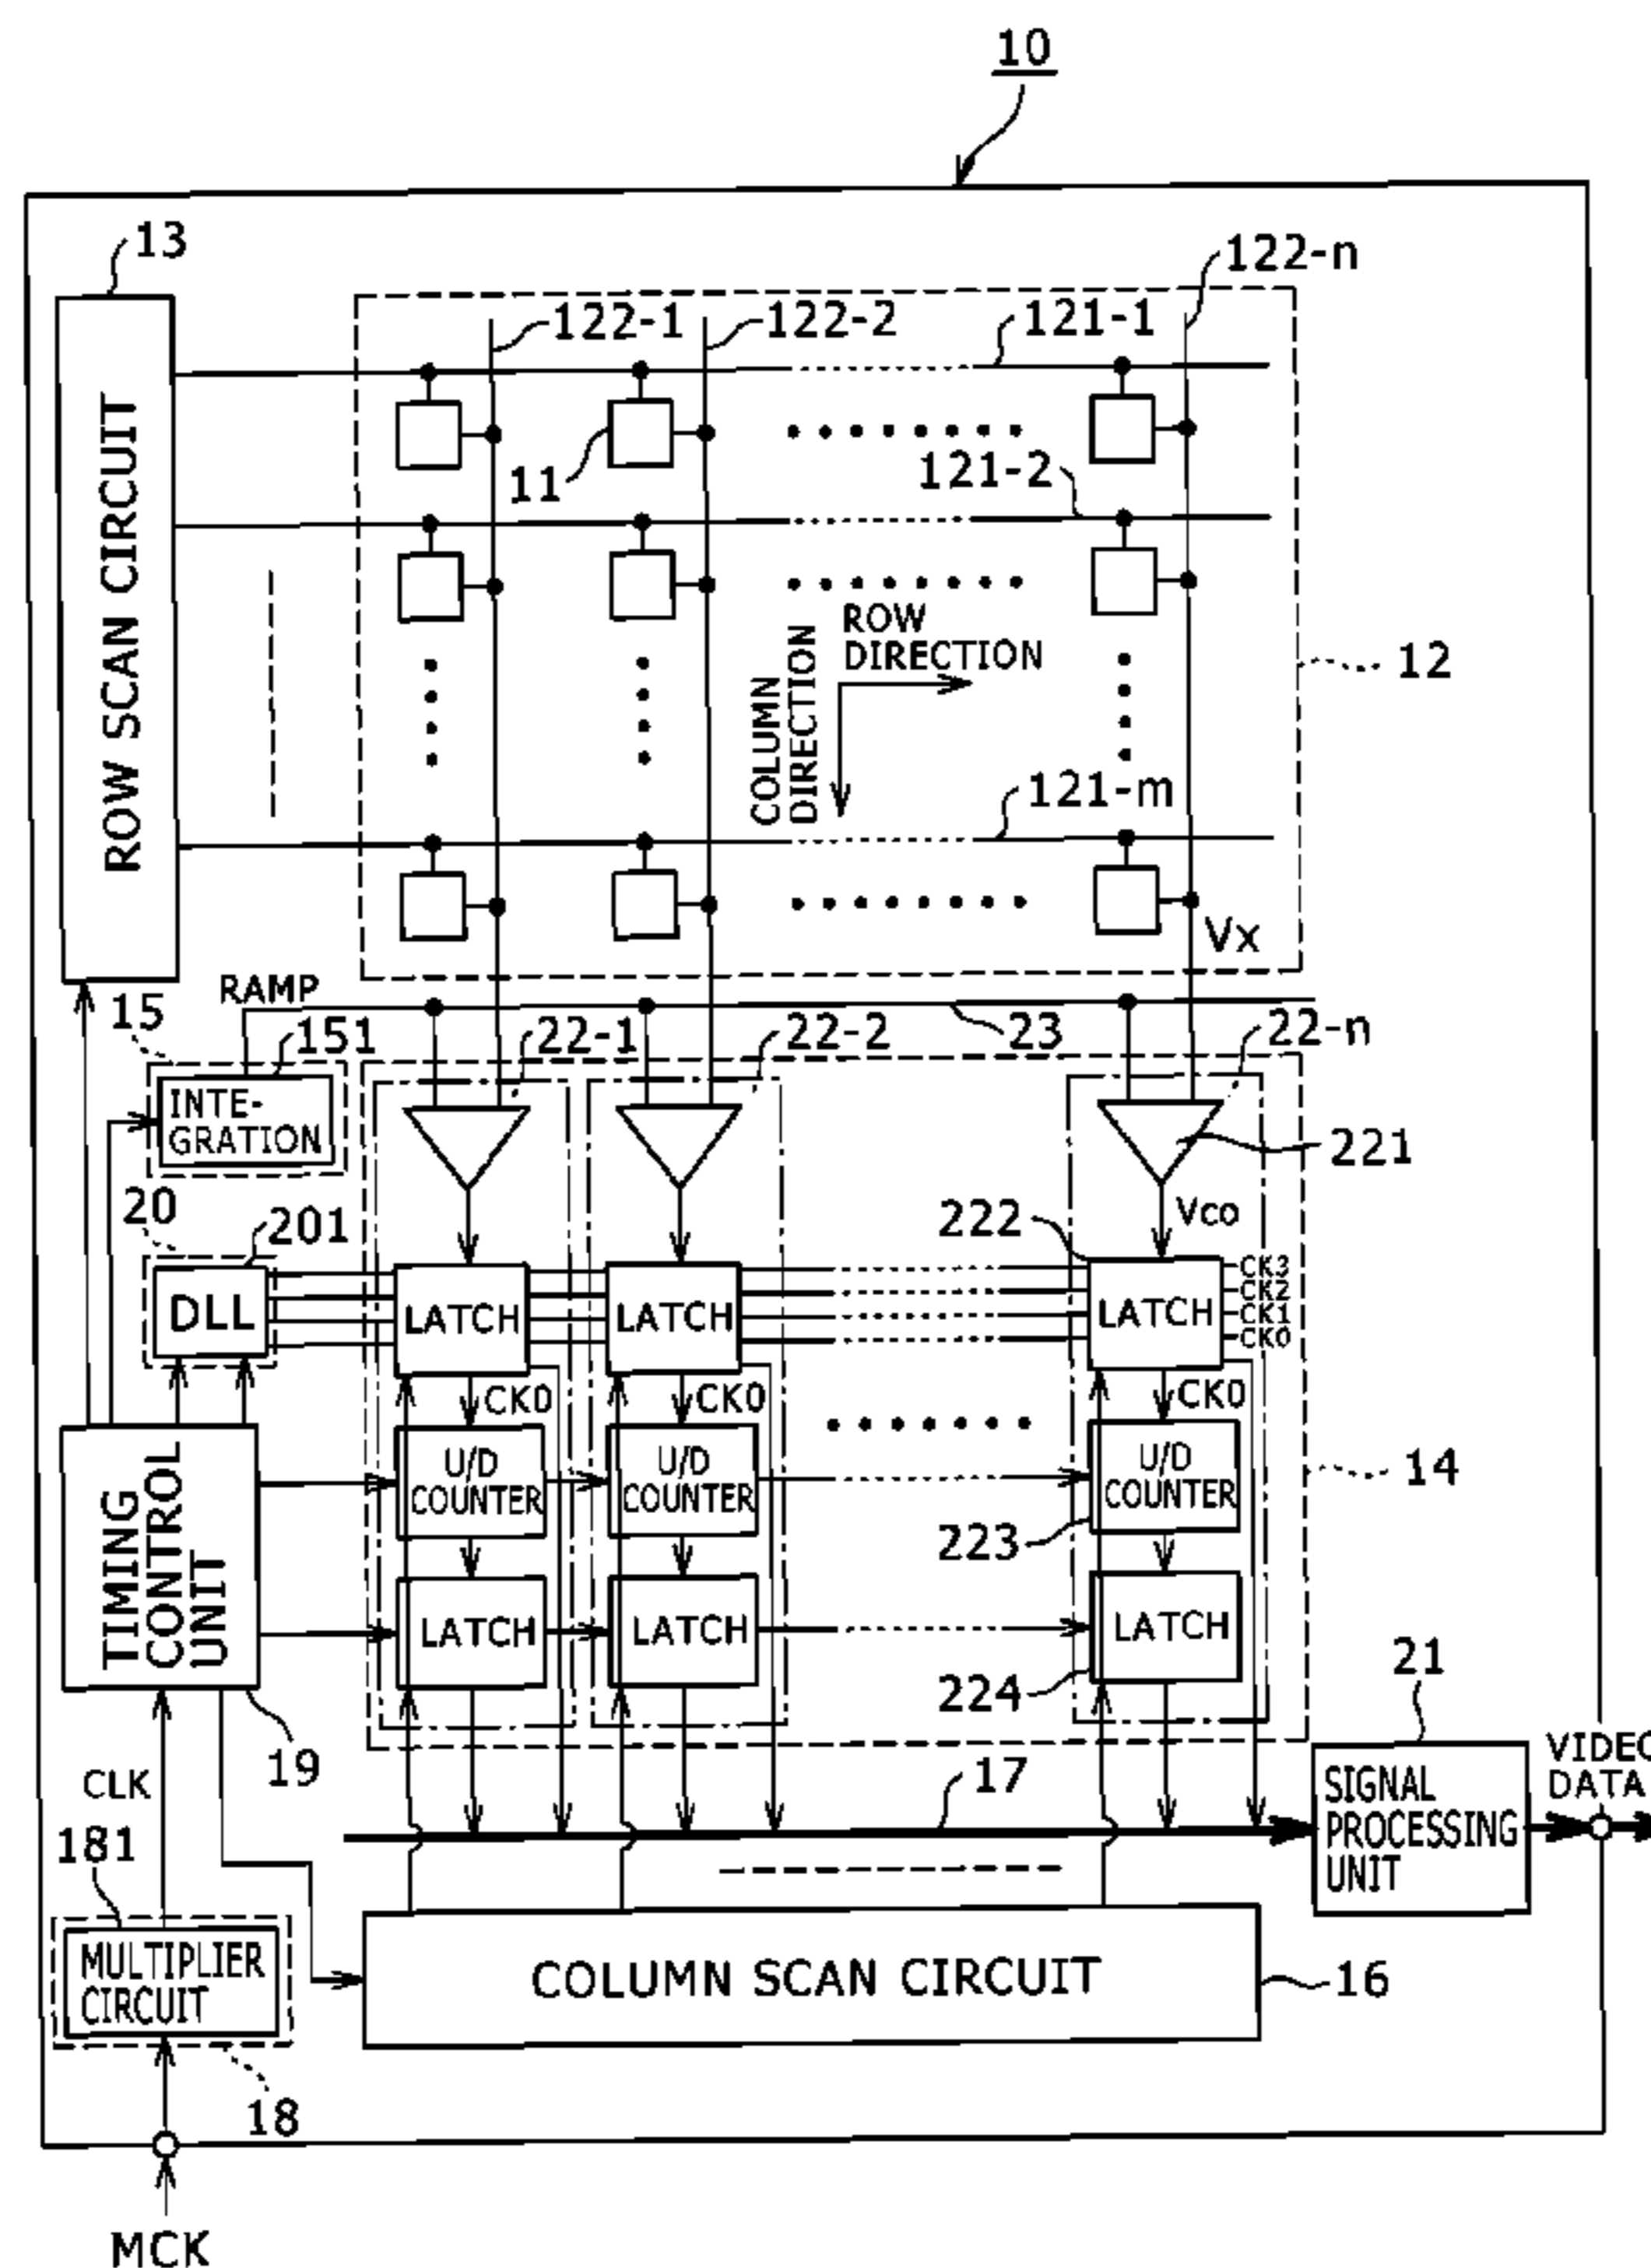 10
13
122-n
122-1
122-2
121-1
ROW SCAN CIRCUIT
11
121-2
ROW
DIRECTION
COLUMN
DIRECTION
12
121-m
Vx
RAMP
15
151
22-1
22-2
23
22-n
INTE-
GRATION
221
20
201
222
Vco
DLL
LATCH
LATCH
LATCH
CK3
CK2
CK1
CK0
CK0
CK0
CK0
TIMING
CONTROL
UNIT
U/D
COUNTER
U/D
COUNTER
U/D
COUNTER
14
223
LATCH
LATCH
LATCH
224
21
19
CLK
17
SIGNAL
PROCESSING
UNIT
VIDEO
DATA
181
MULTIPLIER
CIRCUIT
COLUMN SCAN CIRCUIT
16
18
MCK